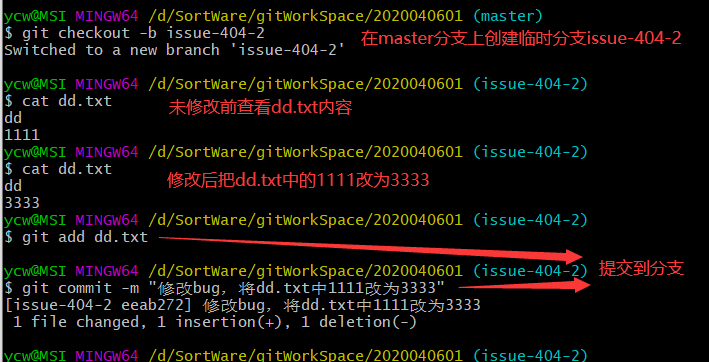 ycw@MSI MINGW64 /d/SortWare/gitWorkSpace/2020040601 (master)
$ git checkout -b issue-404-2
Switched to a new branch 'issue-404-2'
在master分支上创建临时分支issue-404-2
ycw@MSI MINGW64 /d/SortWare/gitWorkSpace/2020040601 (issue-404-2)
$ cat dd.txt
未修改前查看dd.txt内容
dd
1111
ycw@MSI MINGW64 /d/SortWare/gitWorkSpace/2020040601 (issue-404-2)
$ cat dd.txt
dd
修改后把dd.txt中的1111改为3333
3333
ycw@MSI MINGW64 /d/SortWare/gitWorkSpace/2020040601 (issue-404-2)
$ git add dd.txt
ycw@MSI MINGW64 /d/SortWare/gitWorkSpace/2020040601 (issue-404-2)
提交到分支
$ git commit -m "修改bug，将dd.txt中1111改为3333"
[issue-404-2 eeab272] 修改bug，将dd.txt中1111改为3333
1 file changed, 1 insertion(+), 1 deletion(-)
ycw@MSI MINGW64 /d/SortWare/gitWorkSpace/2020040601 (issue-404-2)